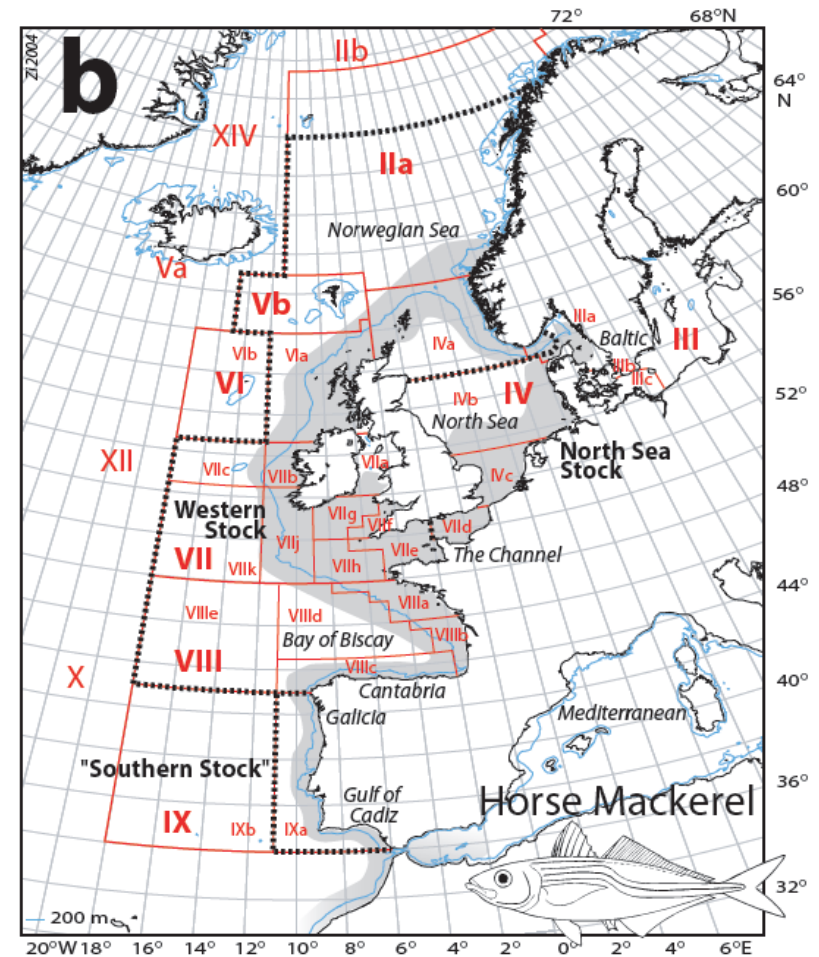 72° 68°N
ZI 2004
b
IIb
64°
N
XIV
IIa
60°
Norwegian Sea
Va
Vb
56°
IIIa
Baltic
III
VIb
VIa
IVa
IIIb
IIIc
VI
IVb
IV
52°
North Sea
XII
VIIc
VIIb
VIIa
North Sea
Stock
IVc
48°
Western
Stock
VIIg
VIIf
VIId
VIIj
VIIe
The Channel
VII
VIIk
VIIh
44°
VIIIe
VIIId
VIIIa
Bay of Biscay
VIIIb
VIII
VIIIc
X
Cantabria
40°
Galicia
Mediterranean
"Southern Stock"
36°
Gulf of
Cadiz
Horse Mackerel
IX
IXb
IXa
32°
200 m
20°W 18° 16° 14° 12° 10° 8° 6° 4° 2° 0° 2° 4° 6°E